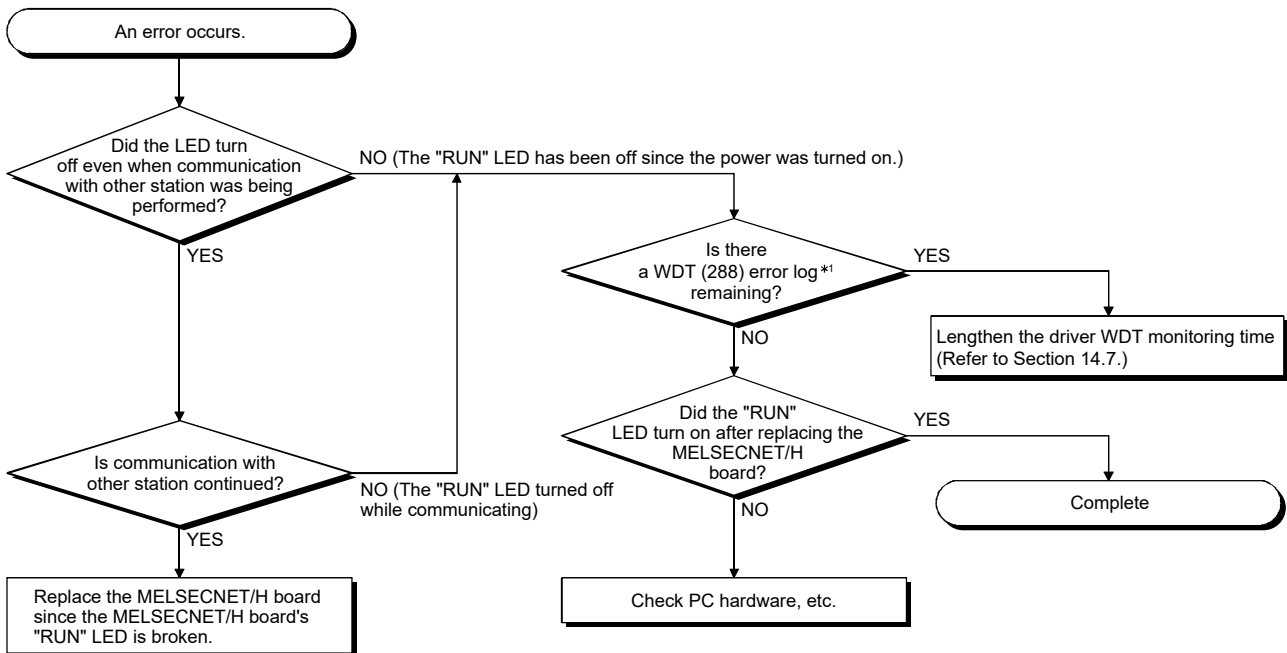 An error occurs.
Did the LED turn
off even when communication
with other station was being
performed?
NO (The "RUN" LED has been off since the power was turned on.)
YES
Is there
a WDT (288) error log*1
remaining?
YES
NO
Lengthen the driver WDT monitoring time
(Refer to Section 14.7.)
Did the "RUN"
LED turn on after replacing the
MELSECNET/H
board?
YES
NO
Complete
Is communication with
other station continued?
NO (The "RUN" LED turned off
while communicating)
YES
Replace the MELSECNET/H board
since the MELSECNET/H board's
"RUN" LED is broken.
Check PC hardware, etc.